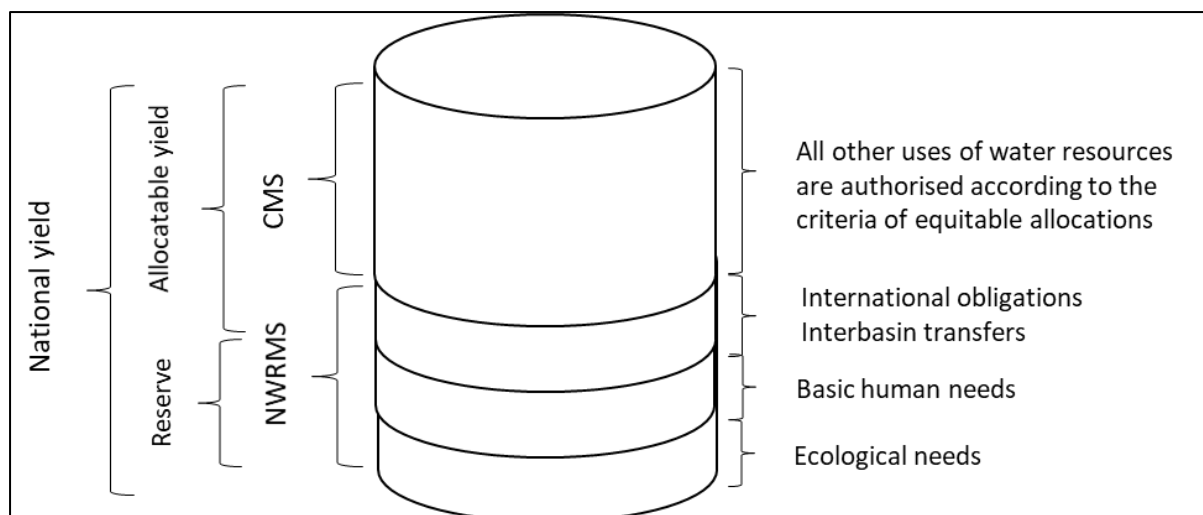 National yield
Allocatable yield
Reserve
CMS
NWRMS
All other uses of water resources
are authorised according to the
criteria of equitable allocations
International obligations
Interbasin transfers
Basic human needs
Ecological needs